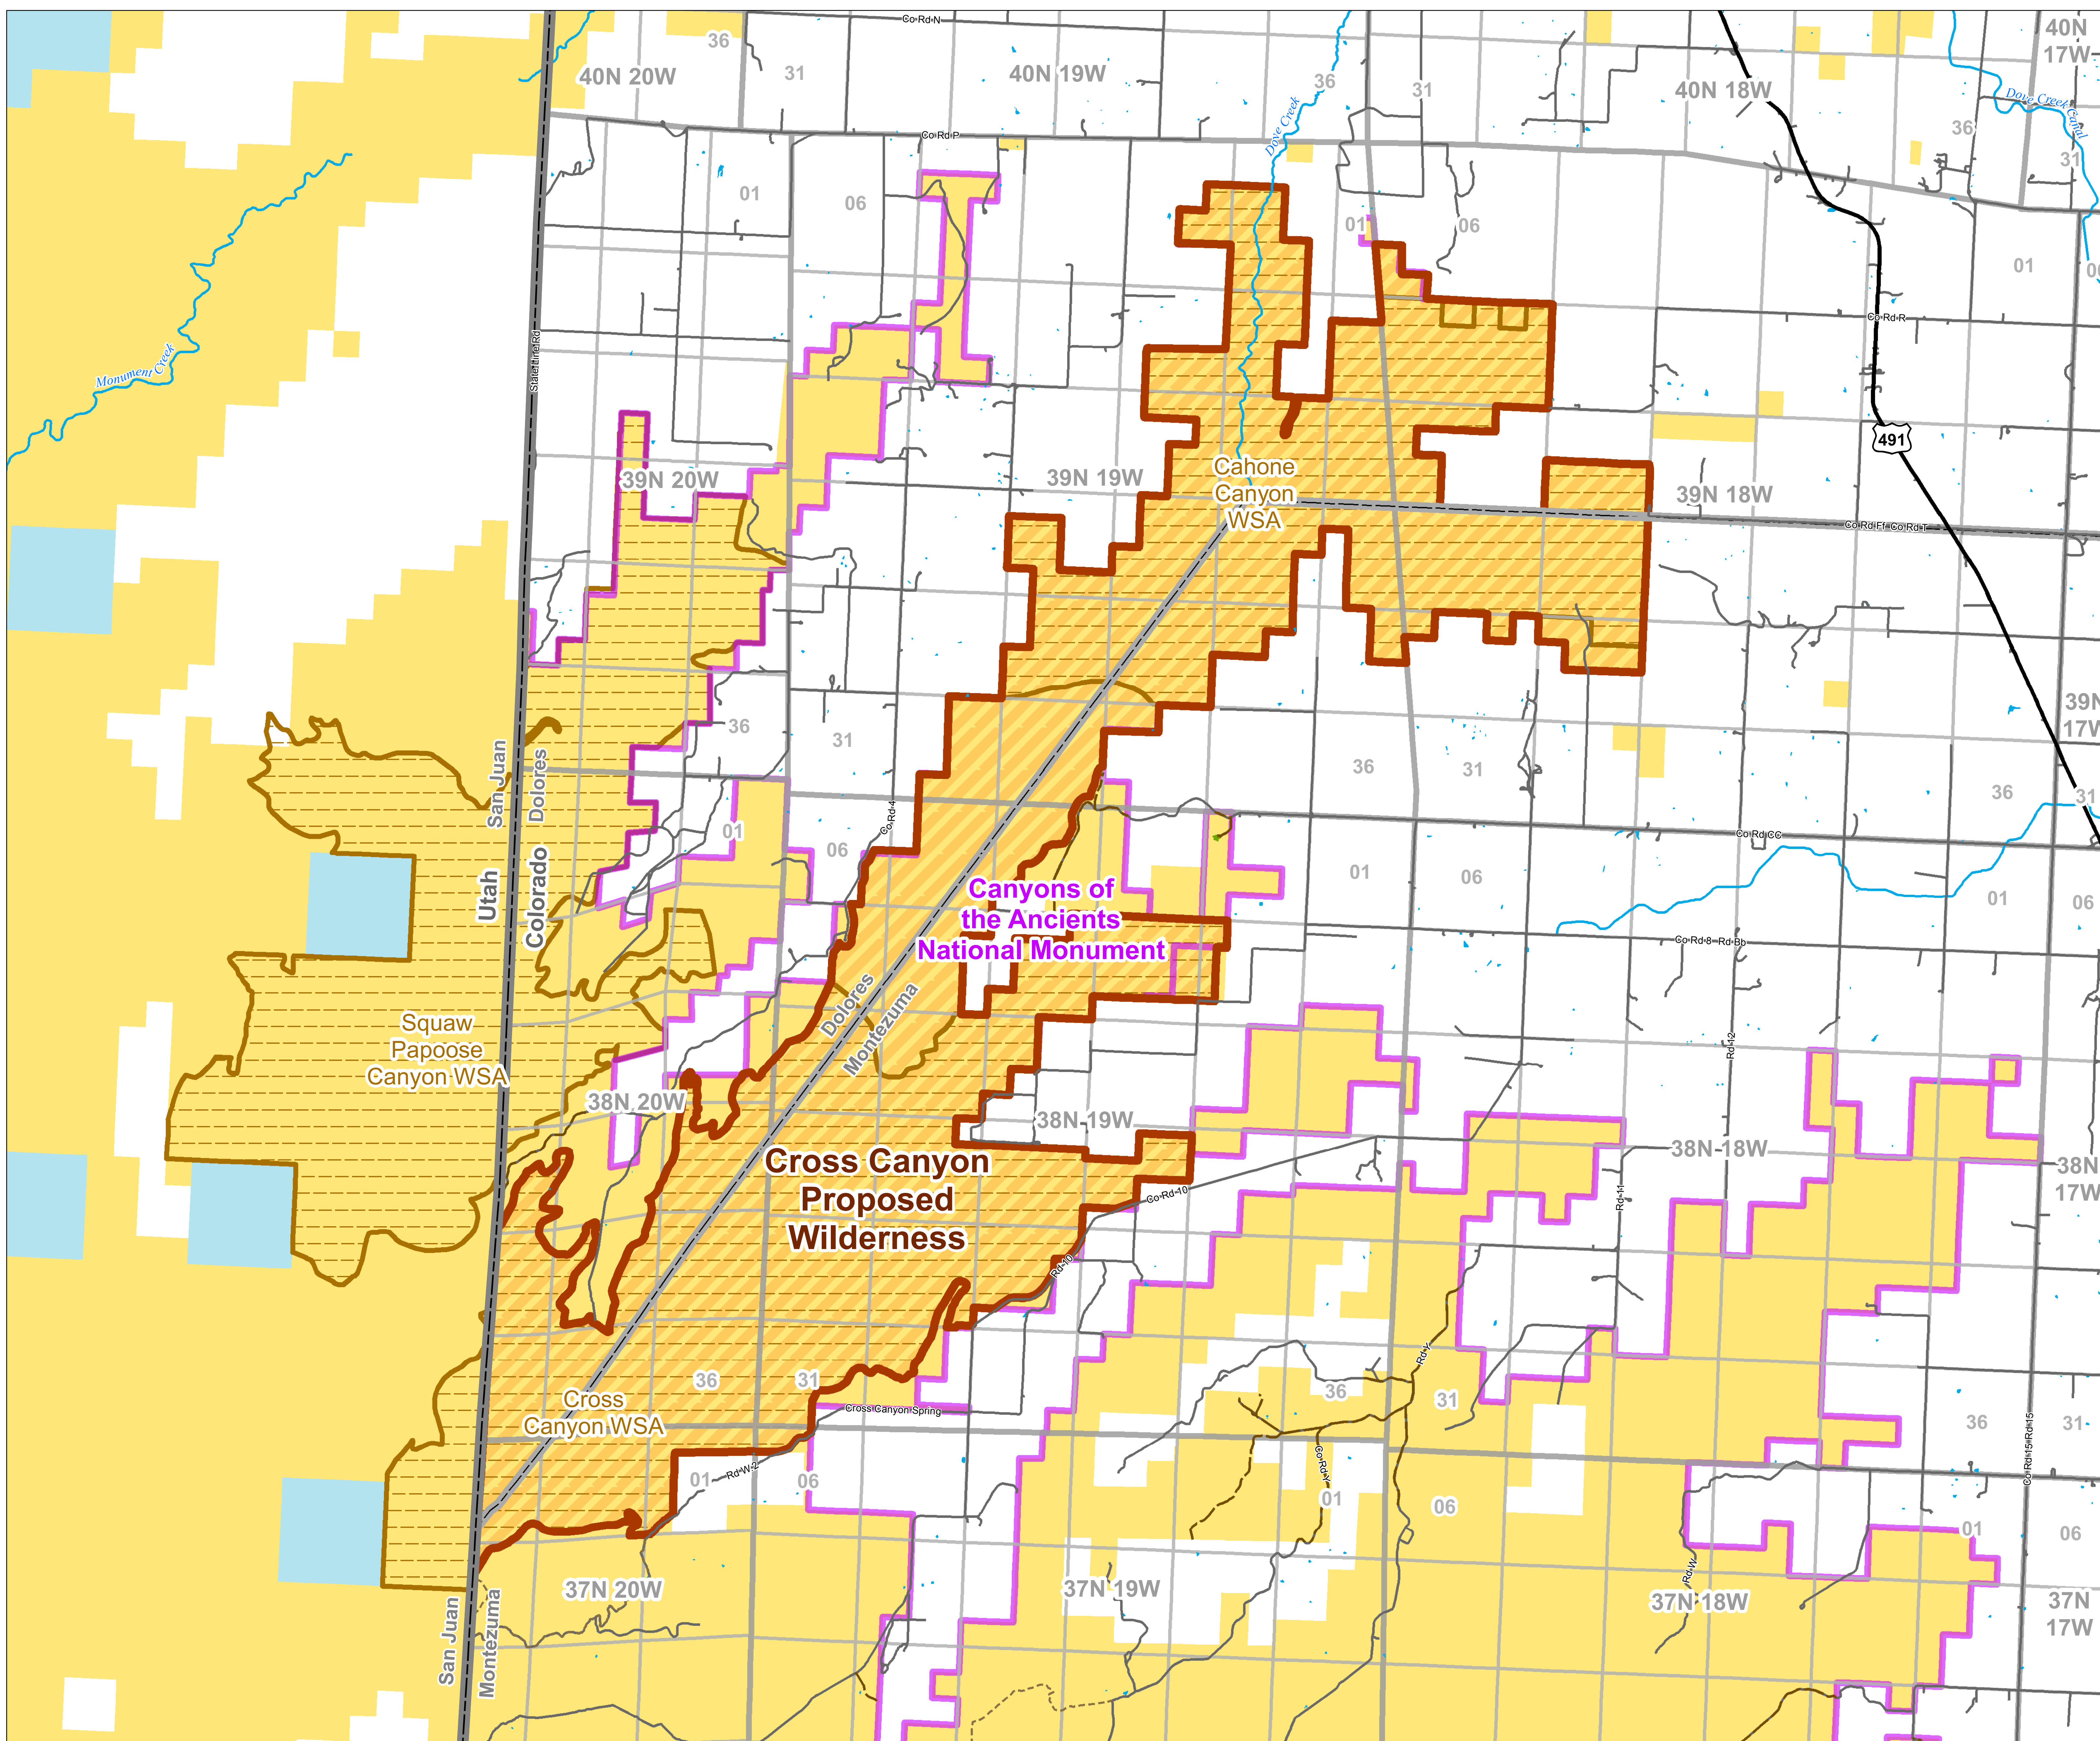 Co Rd N
36
40N 20W
31
40N 19W
36
31
40N 18W
40N
17W
Dove Creek Canal
36
31
Co Rd P
Dove Creek
01
06
01
06
01
Monument Creek
State Line Rd
Co Rd R
491
39N 20W
39N 19W
Cahone
Canyon
WSA
39N 18W
Co Rd Ff Co Rd T
39N
17W
36
31
36
31
36
31
San Juan
Dolores
Co Rd 4
01
06
Co Rd CC
01
06
01
06
Utah
Colorado
Canyons of
the Ancients
National Monument
Co Rd 8 Rd Bb
Dolores
Montezuma
Squaw
Papoose
Canyon WSA
Rd 12
38N 20W
38N 19W
38N 18W
38N
17W
Cross Canyon
Proposed
Wilderness
Co Rd 10
Rd 11
Rd 10
Rd Y
36
31
36
31
36
31
Cross
Canyon WSA
Cross Canyon Spring
Co Rd 15 Rd 15
Rd W 2
01
06
Co Rd Y
01
06
01
06
Rd W
37N 20W
37N 19W
37N 18W
37N
17W
San Juan
Montezuma